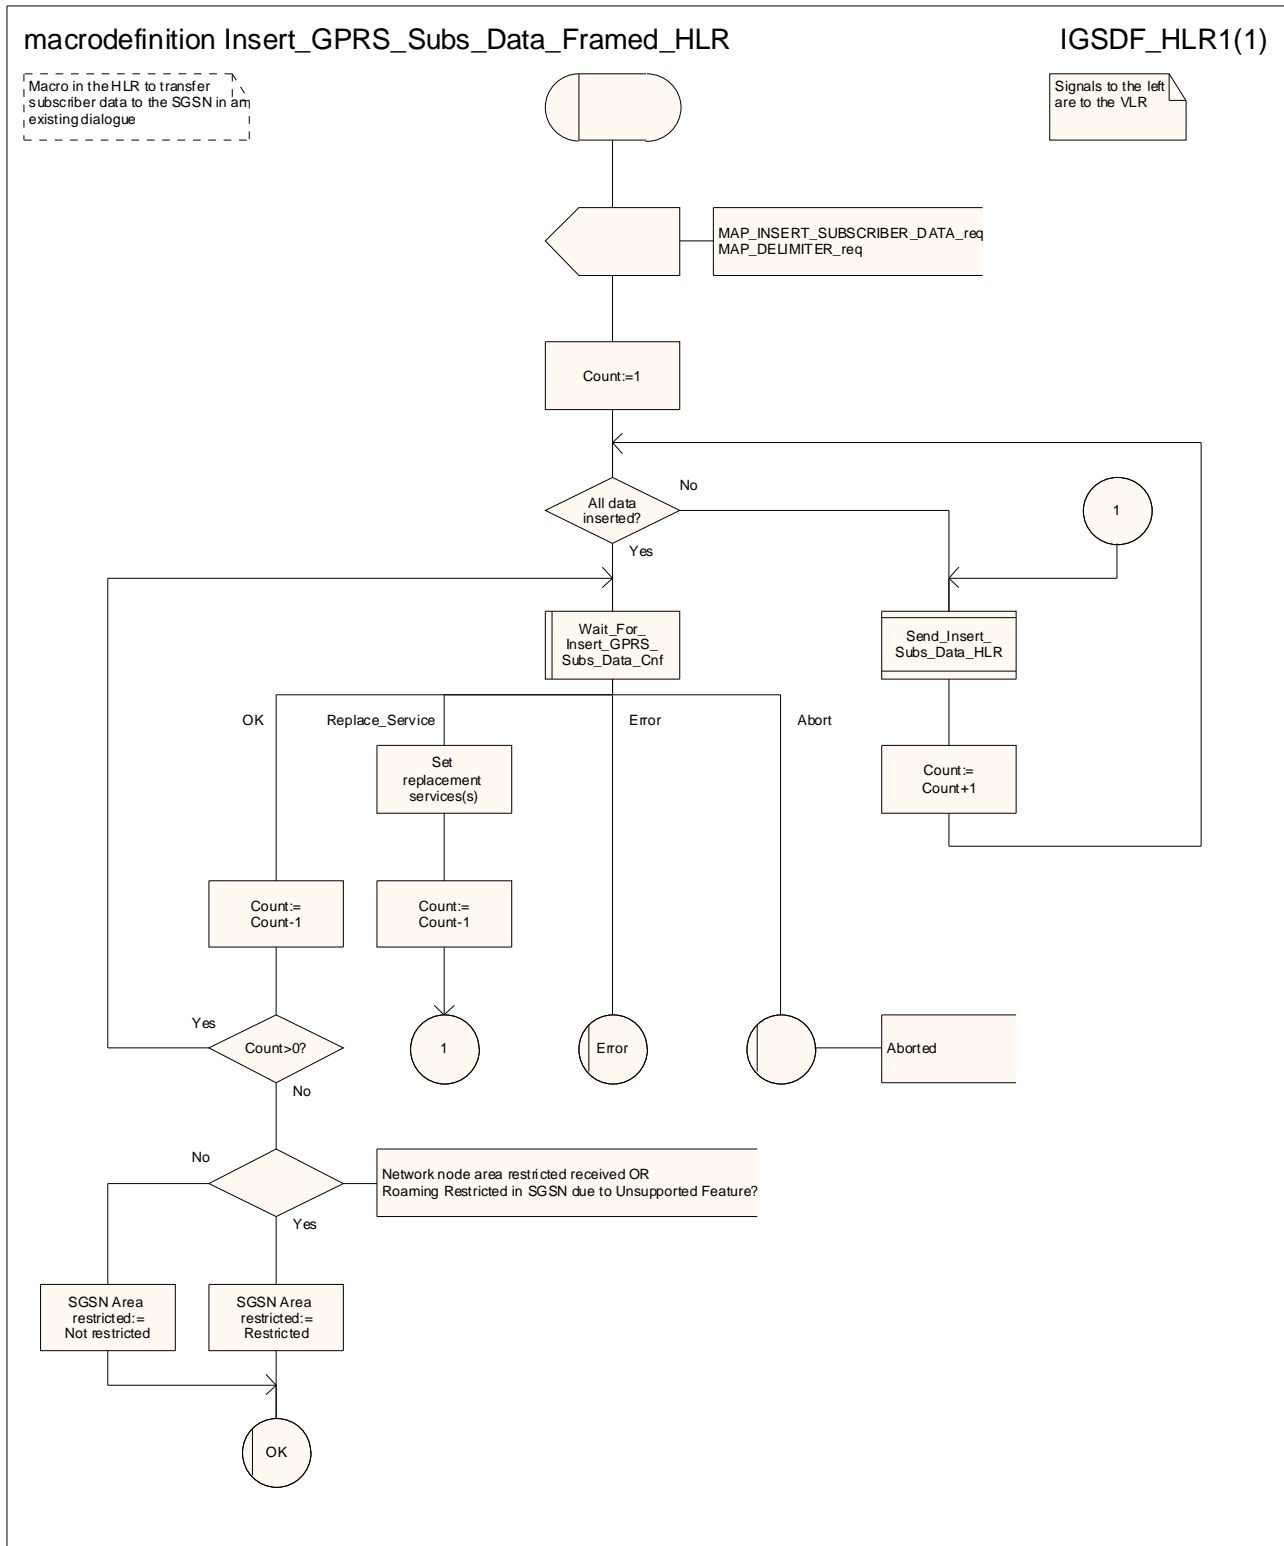 macrodefinition Insert_GPRS_Subs_Data_Framed_HLR
IGSDF_HLR1(1)
Macro in the HLR to transfer
subscriber data to the SGSN in an
existing dialogue
Signals to the left
are to the VLR
MAP_INSERT_SUBSCRIBER_DATA_req
MAP_DELIMITER_req
Count:=1
All data
inserted?
No
Yes
1
Wait_For_
Insert_GPRS_
Subs_Data_Cnf
Send_Insert_
Subs_Data_HLR
OK
Replace_Service
Error
Abort
Set
replacement
services(s)
Count:=
Count+1
Count:=
Count-1
Count:=
Count-1
Yes
Count>0?
No
1
Error
Aborted
No
Yes
Network node area restricted received OR
Roaming Restricted in SGSN due to Unsupported Feature?
SGSN Area
restricted:=
Not restricted
SGSN Area
restricted:=
Restricted
OK